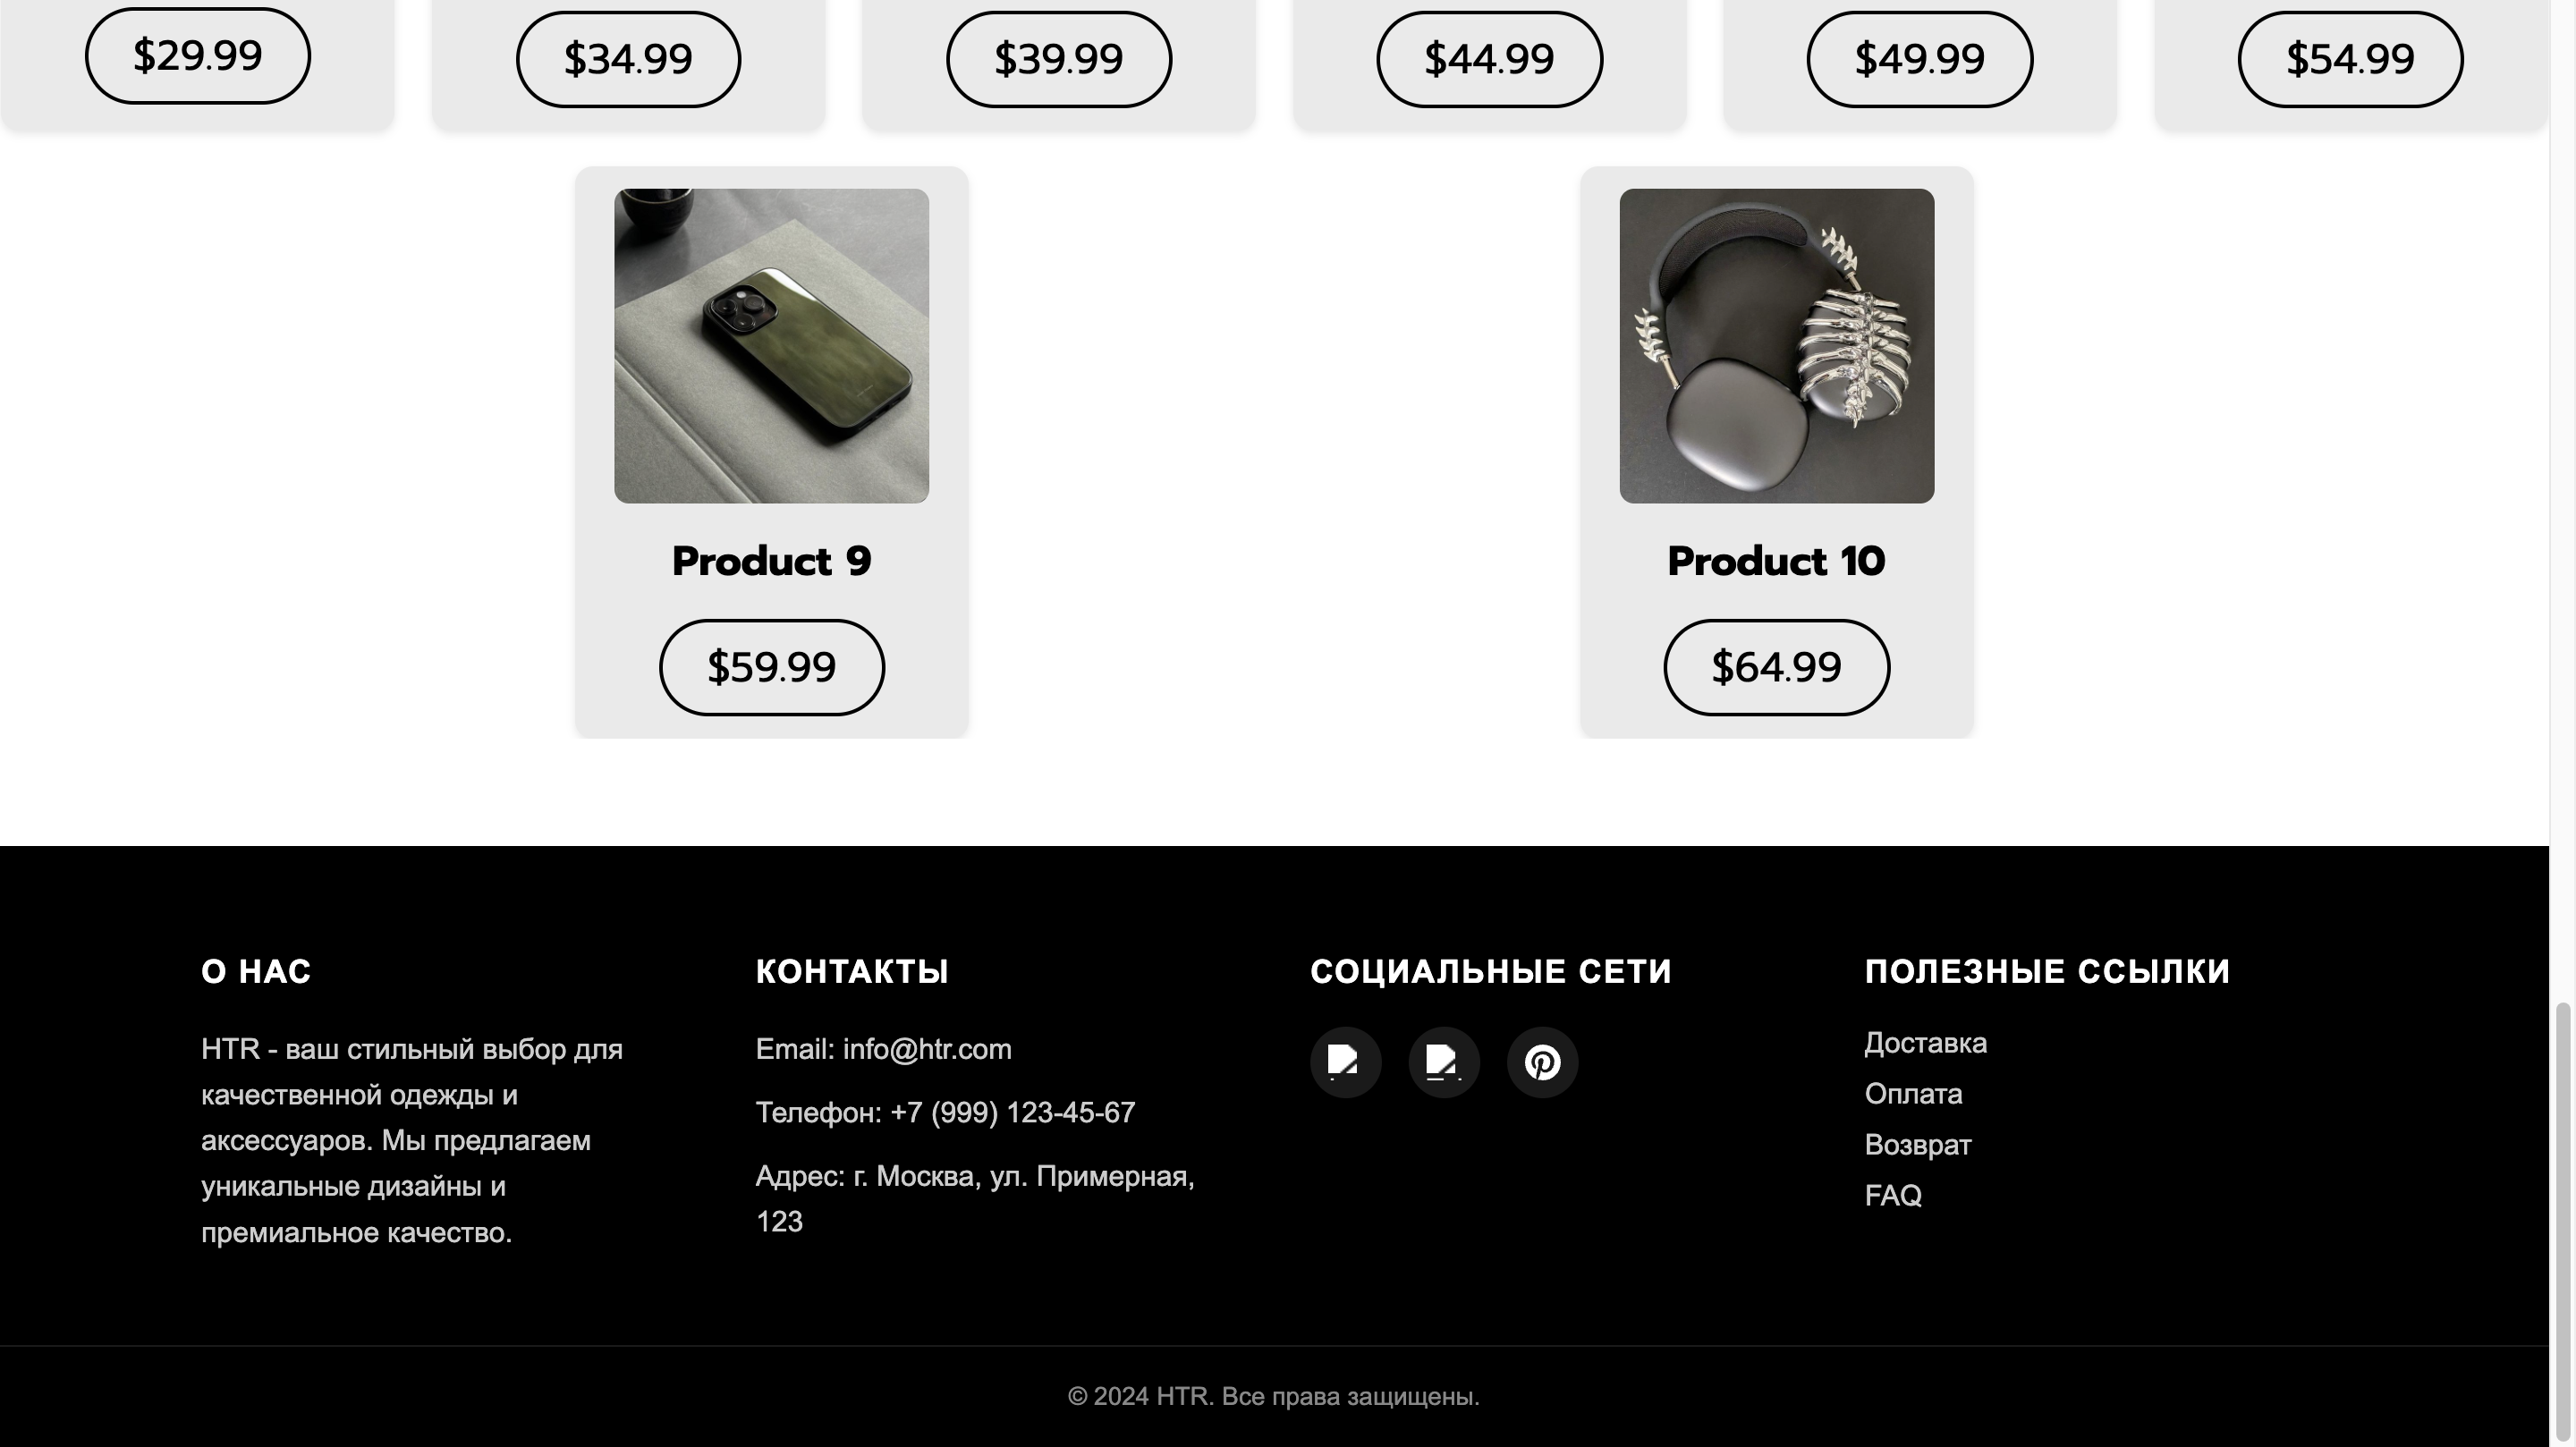 $29.99
$34.99
$39.99
$44.99
$49.99
$54.99
Product 9
Product 10
$59.99
$64.99
О НАС
HTR - ваш стильный выбор для
качественной одежды и
аксессуаров. Мы предлагаем
уникальные дизайны и
премиальное качество.
КОНТАКТЫ
Email: info@htr.com
Телефон: +7 (999) 123-45-67
Адрес: г. Москва, ул. Примерная,
123
СОЦИАЛЬНЫЕ СЕТИ
ПОЛЕЗНЫЕ ССЫЛКИ
Доставка
Оплата
Возврат
FAQ
© 2024 HTR. Все права защищены.